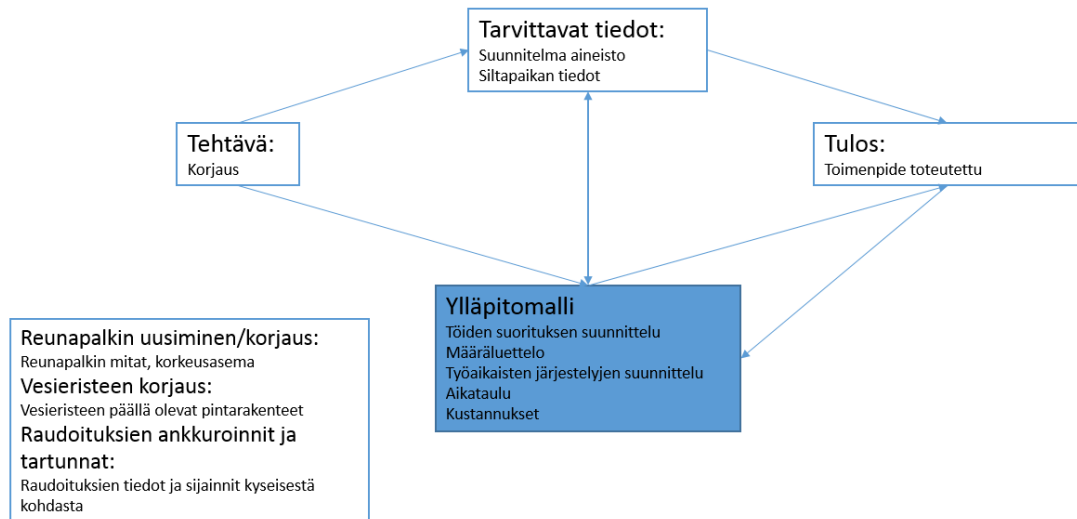 Tarvittavat tiedot:
Suunnitelma aineisto
Siltapaikan tiedot
Tehtävä:
Korjaus
Tulos:
Toimenpide toteutettu
Ylläpitomalli
Töiden suorituksen suunnittelu
Määräluettelo
Työaikaisten järjestelyjen suunnittelu
Aikataulu
Kustannukset
Reunapalkin uusiminen/korjaus:
Reunapalkin mitat, korkeusasema
Vesieristeen korjaus:
Vesieristeen päällä olevat pintarakenteet
Raudoituksien ankkuroinnit ja
tartunnat:
Raudoituksien tiedot ja sijainnit kyseisestä
kohdasta